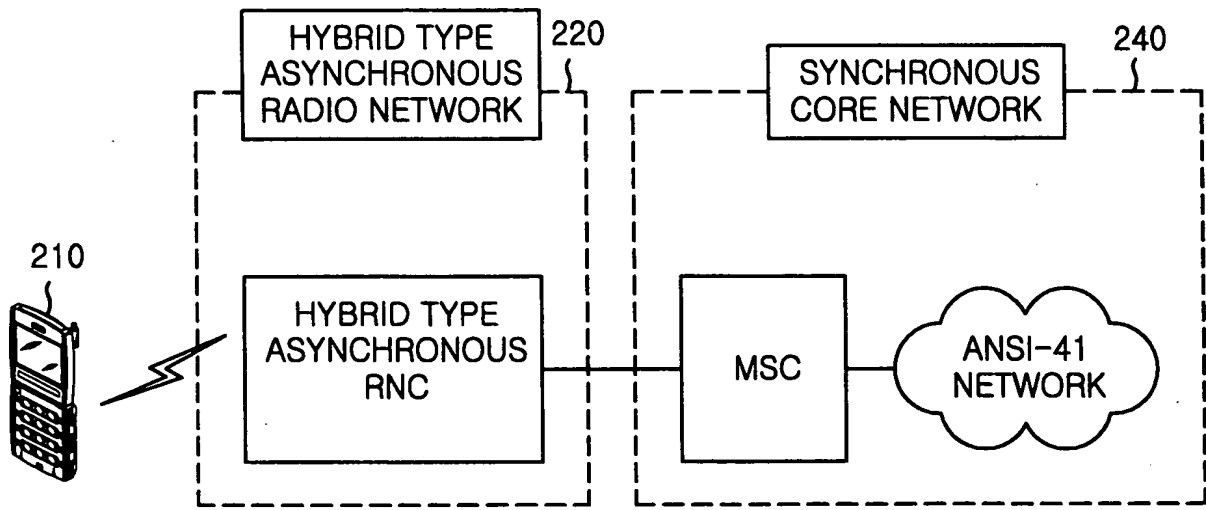 HYBRID TYPE
ASYNCHRONOUS
RADIO NETWORK
220
SYNCHRONOUS
CORE NETWORK
240
210
HYBRID TYPE
ASYNCHRONOUS
RNC
MSC
ANSI-41
NETWORK